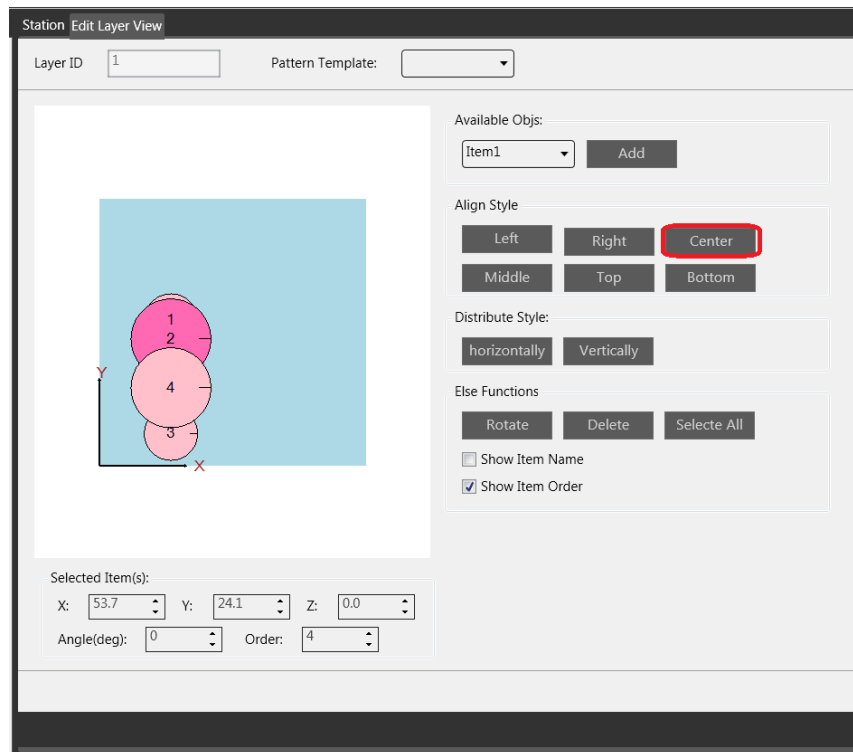 Station Edit Layer View
Layer ID 1 Pattern Template:
Available Objs:
Item1 Add
Align Style
Left Right Center
Middle Top Bottom
Distribute Style:
horizontally Vertically
Else Functions
Rotate Delete Selecte All
Show Item Name
Show Item Order
1
2
Y
4
3
X
Selected Item(s):
X: 53.7 Y: 24.1 Z: 0.0
Angle(deg): 0 Order: 4